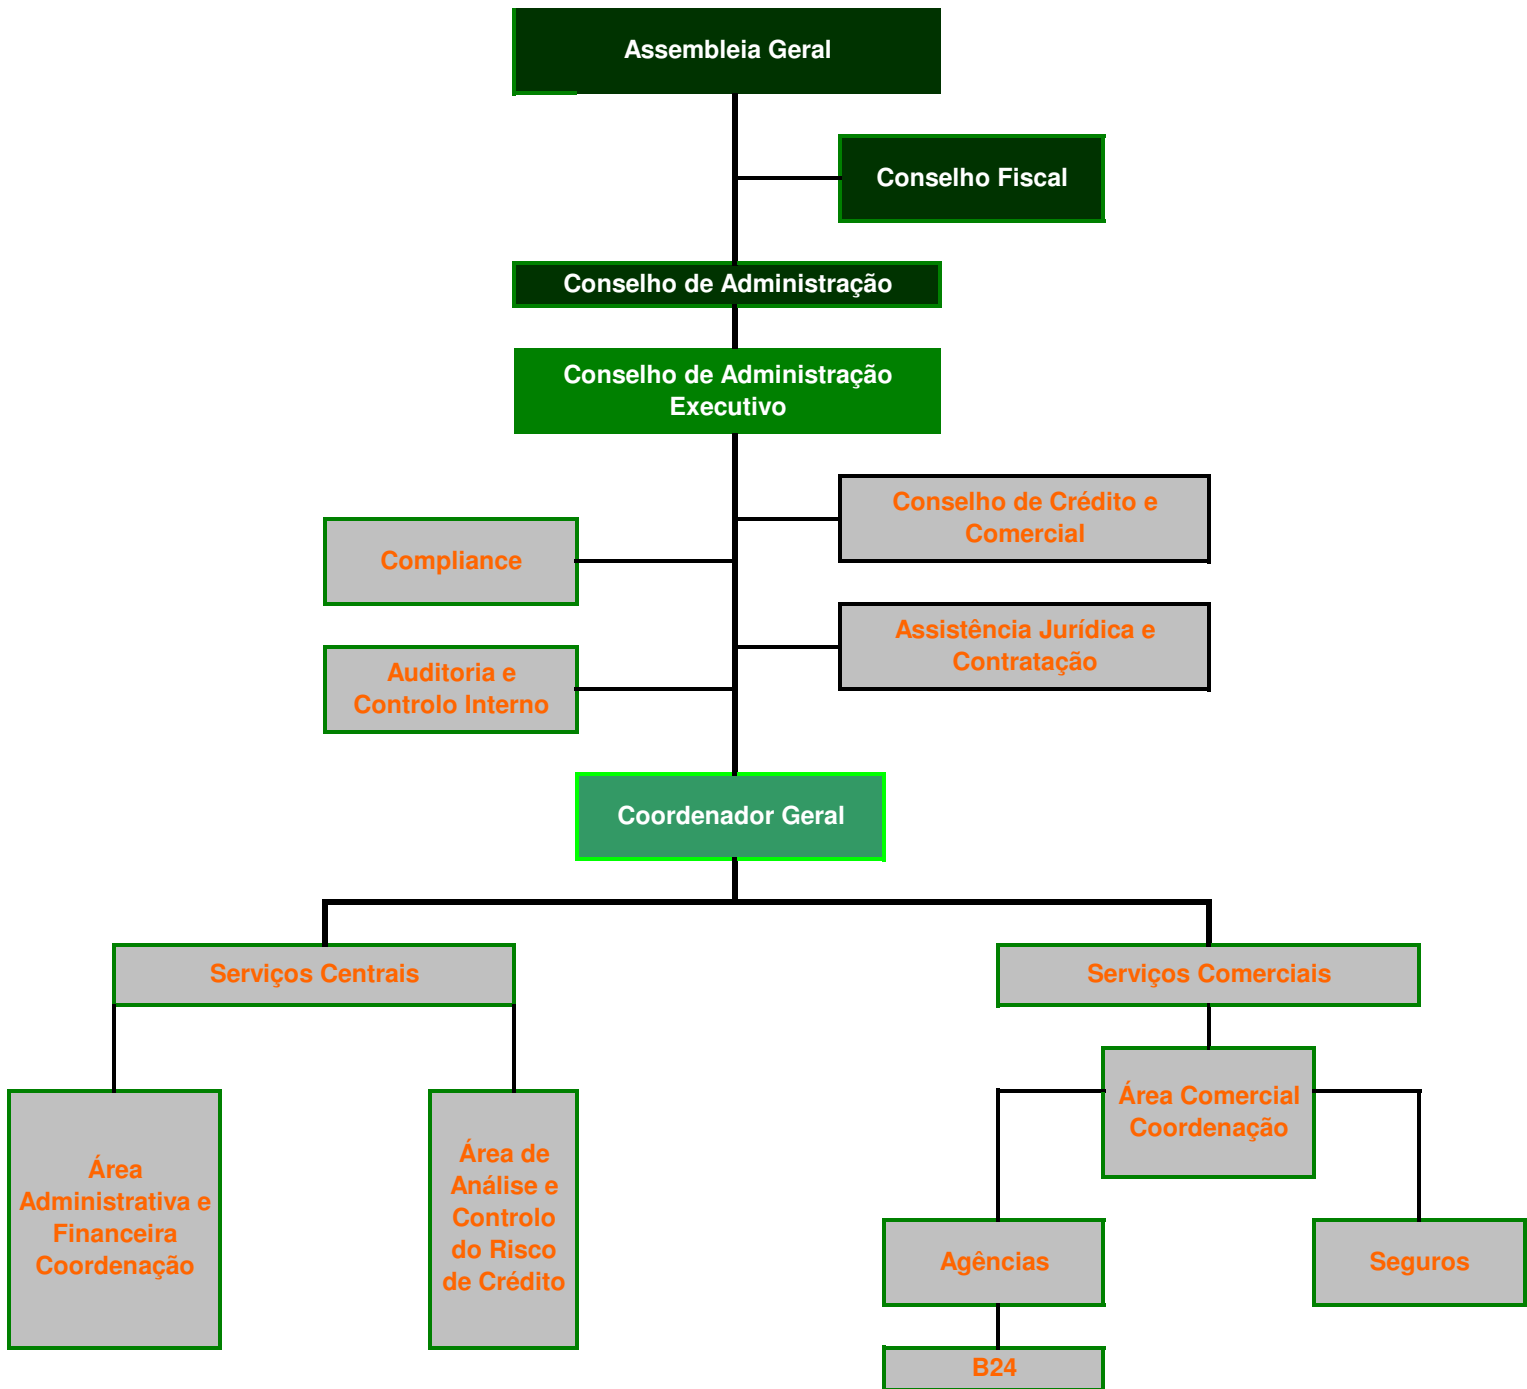 Assembleia Geral
Conselho Fiscal
Conselho de Administração
Conselho de Administração
Executivo
Conselho de Crédito e
Comercial
Compliance
Assistência Jurídica e
Contratação
Auditoria e
Controlo Interno
Coordenador Geral
Serviços Centrais
Serviços Comerciais
Área Comercial
Coordenação
Área
Administrativa e
Financeira
Coordenação
Área de
Análise e
Controlo
do Risco
de Crédito
Agências
Seguros
B24